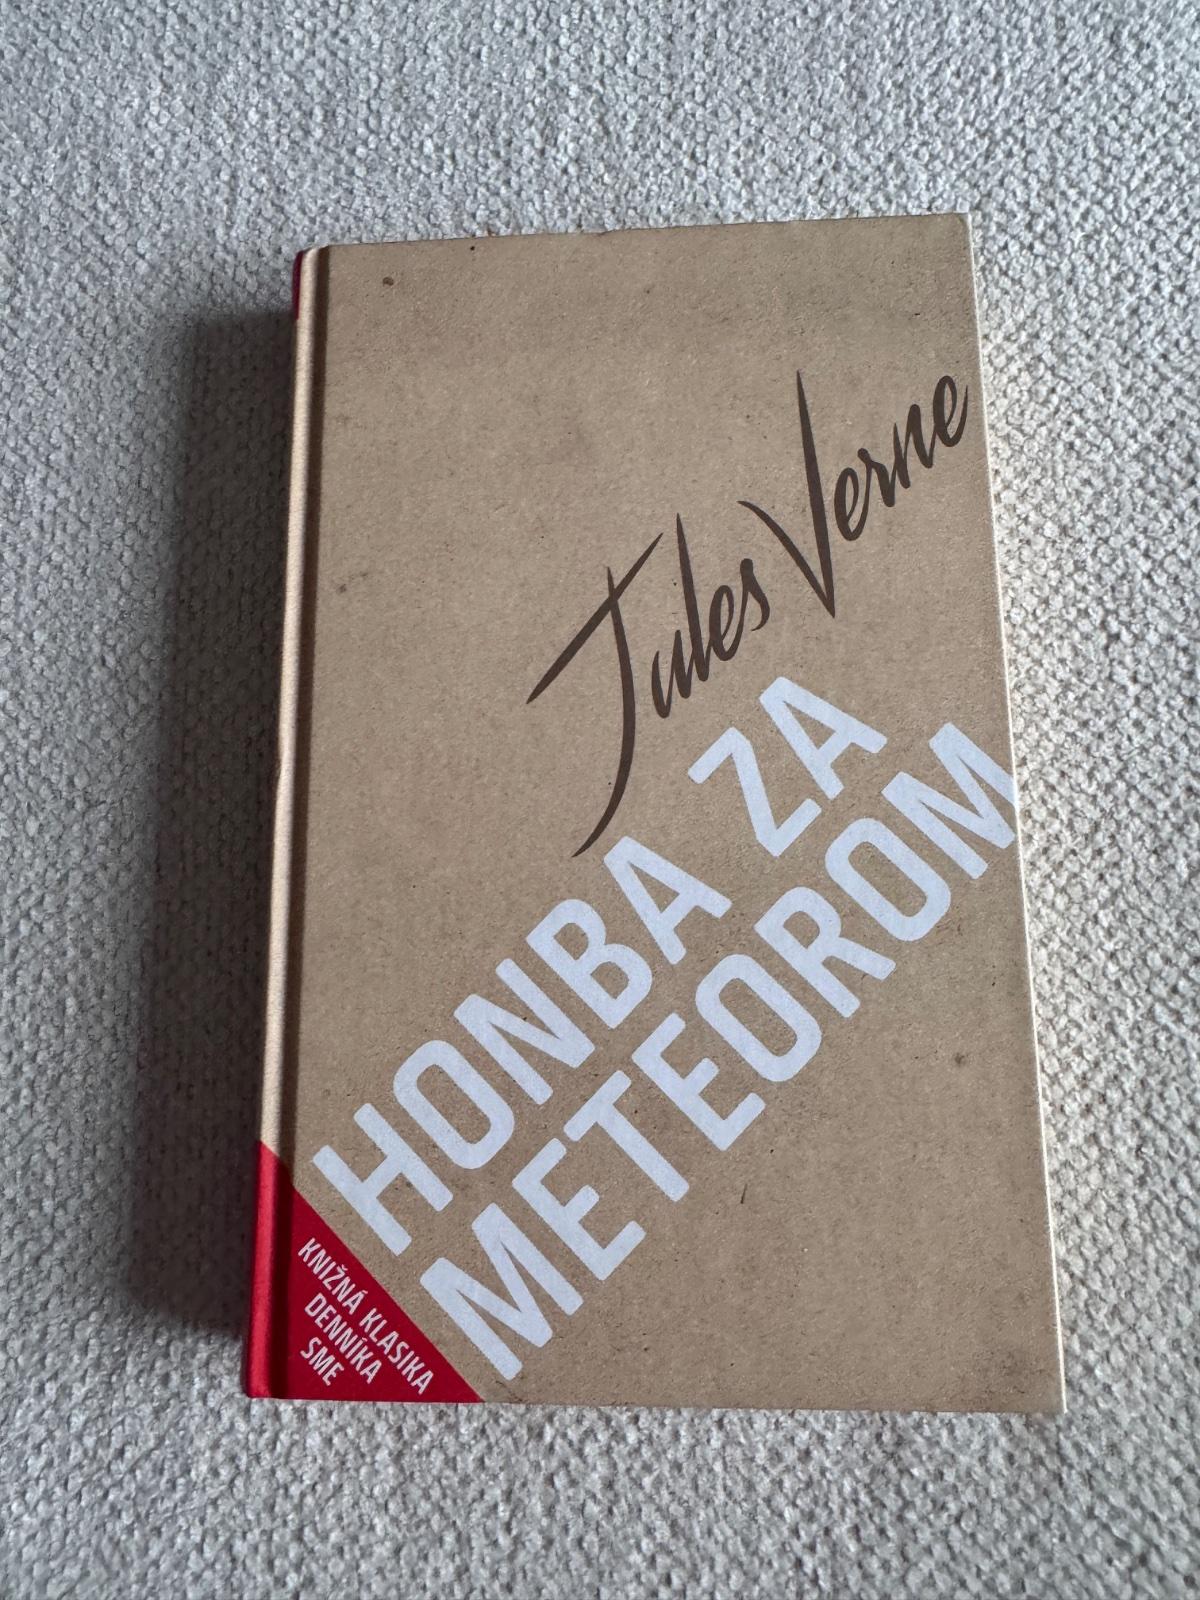 Jules Verne
HONBA ZA
METEOROM
KNIŽNÁ KLASIKA
DENNÍKA
SME